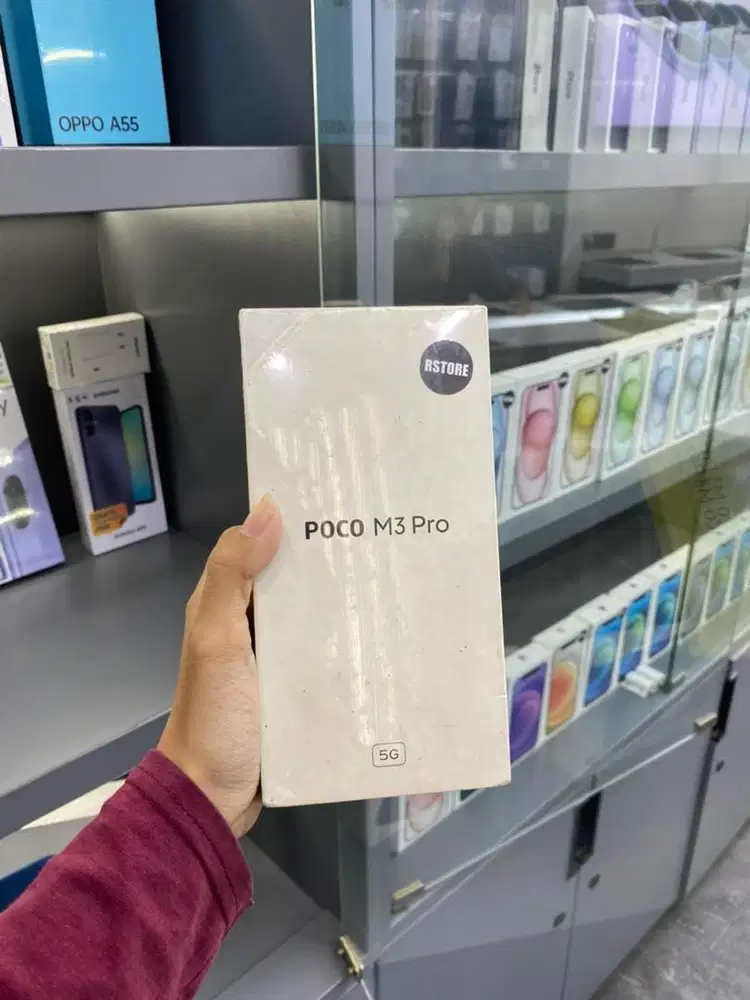 OPPO A55
RSTORE
POCO M3 Pro
5G